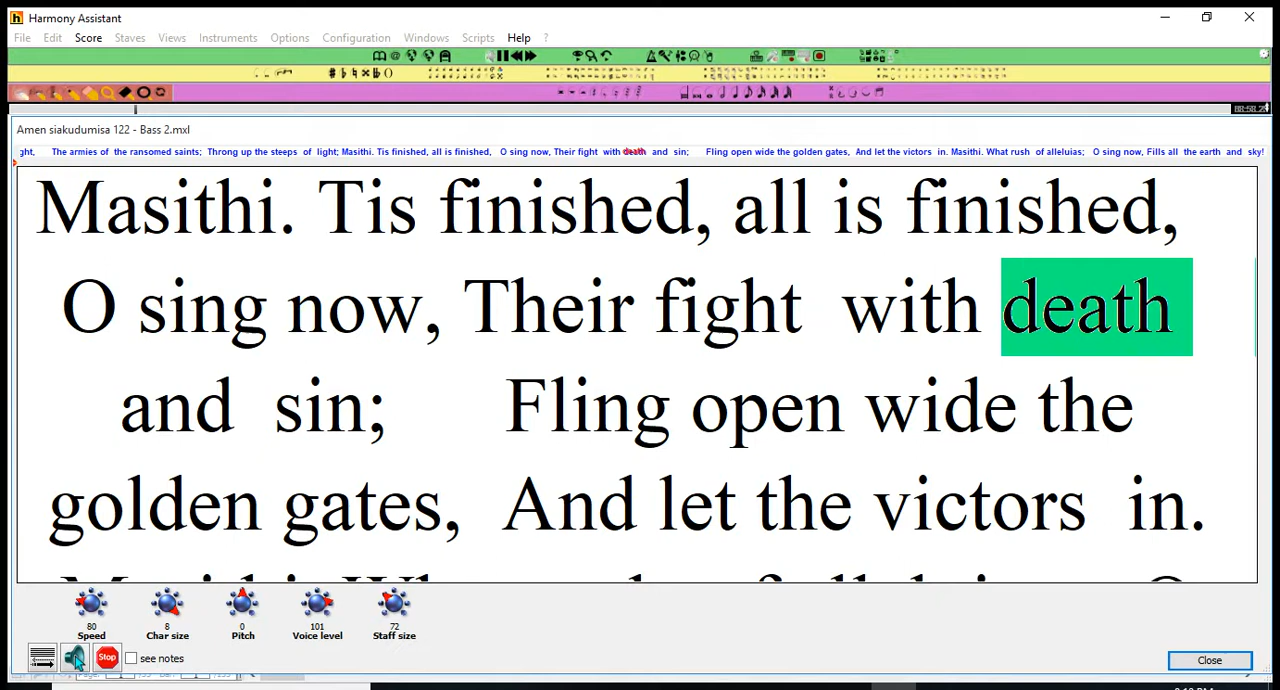 Harmony Assistant
File Edit Score Staves Views Instruments Options Configuration Windows Scripts Help ?
Amen siakudumisa 122 - Bass 2.mxl
ght, The armies of the ransomed saints; Throng up the steeps of light; Masithi. Tis finished, all is finished, O sing now, Their fight with death and sin; Fling open wide the golden gates, And let the victors in. Masithi. What rush of alleluias; O sing now, Fills all the earth and sky!
Masithi. Tis finished, all is finished,
O sing now, Their fight with death
and sin; Fling open wide the
golden gates, And let the victors in.
80 8 0 101 72
Speed Char size Pitch Voice level Staff size
Stop see notes
Close